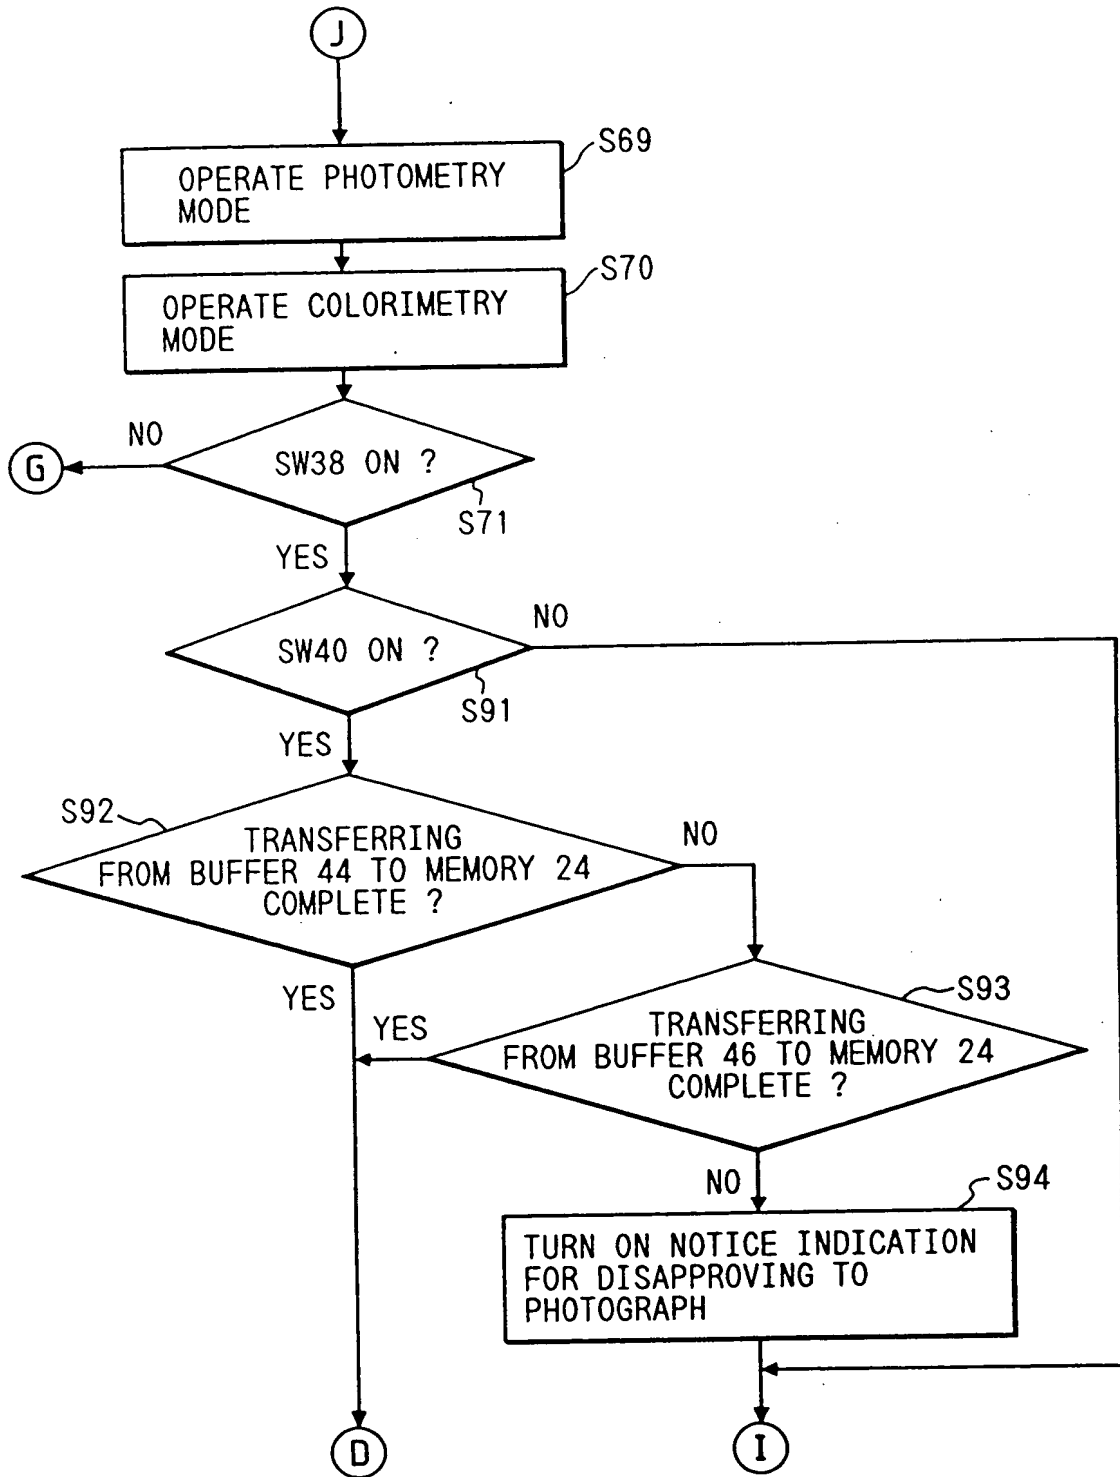 J
S69
OPERATE PHOTOMETRY
MODE
S70
OPERATE COLORIMETRY
MODE
NO
G
SW38 ON ?
S71
YES
NO
SW40 ON ?
S91
YES
S92
TRANSFERRING
FROM BUFFER 44 TO MEMORY 24
COMPLETE ?
NO
YES
S93
YES
TRANSFERRING
FROM BUFFER 46 TO MEMORY 24
COMPLETE ?
NO
S94
TURN ON NOTICE INDICATION
FOR DISAPPROVING TO
PHOTOGRAPH
D
I